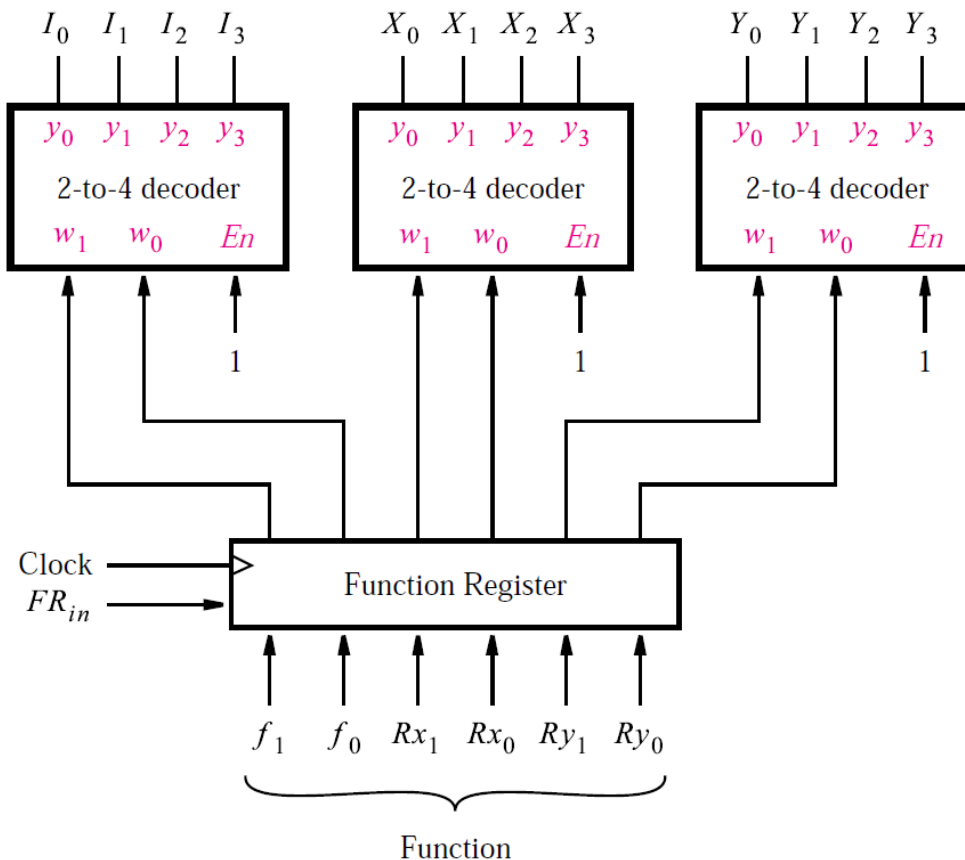 I₀ I₁ I₂ I₃ X₀ X₁ X₂ X₃ Y₀ Y₁ Y₂ Y₃
y₀ y₁ y₂ y₃ y₀ y₁ y₂ y₃ y₀ y₁ y₂ y₃
2-to-4 decoder 2-to-4 decoder 2-to-4 decoder
w₁ w₀ En w₁ w₀ En w₁ w₀ En
1 1 1
Clock
FRᵢₙ
Function Register
f₁ f₀ Rx₁ Rx₀ Ry₁ Ry₀
Function